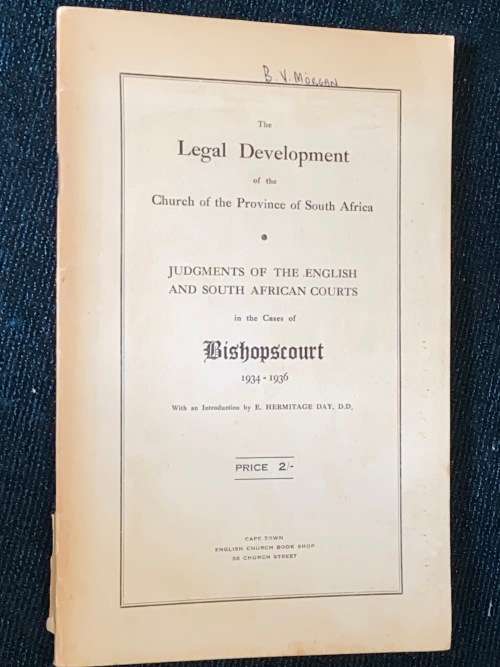 B. V. MORGAN
The
Legal Development
of the
Church of the Province of South Africa
JUDGMENTS OF THE ENGLISH
AND SOUTH AFRICAN COURTS
in the Cases of
Bishopscourt
1934 - 1936
With an Introduction by E. HERMITAGE DAY, D.D.
PRICE 2/-
CAPE TOWN
ENGLISH CHURCH BOOK SHOP
CHURCH STREET